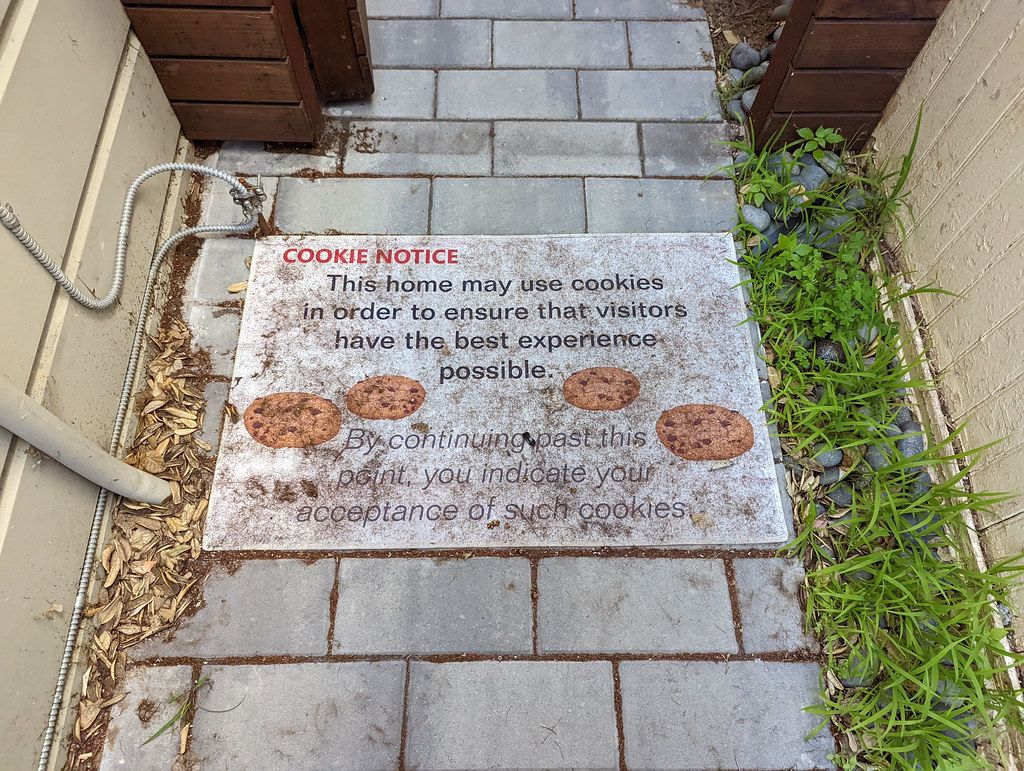 COOKIE NOTICE
This home may use cookies
in order to ensure that visitors
have the best experience
possible.
By continuing past this
point, you indicate your
acceptance of such cookies.